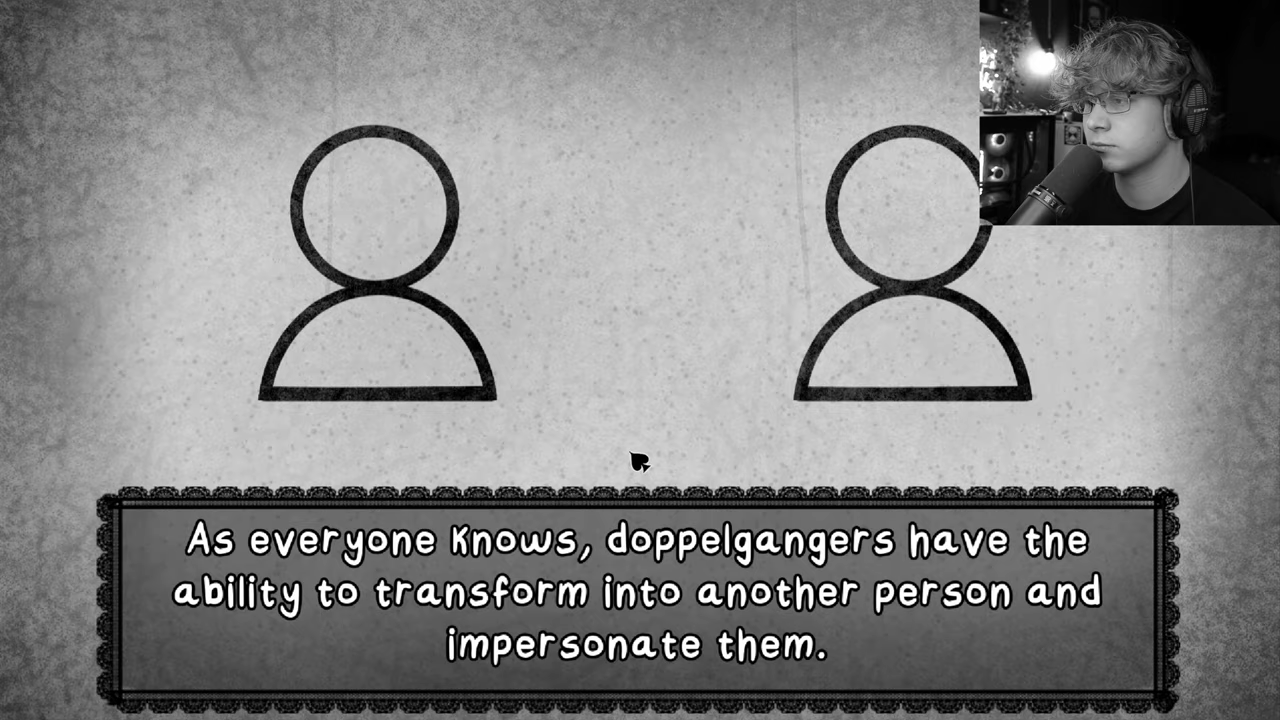 As everyone knows, doppelgangers have the
ability to transform into another person and
impersonate them.